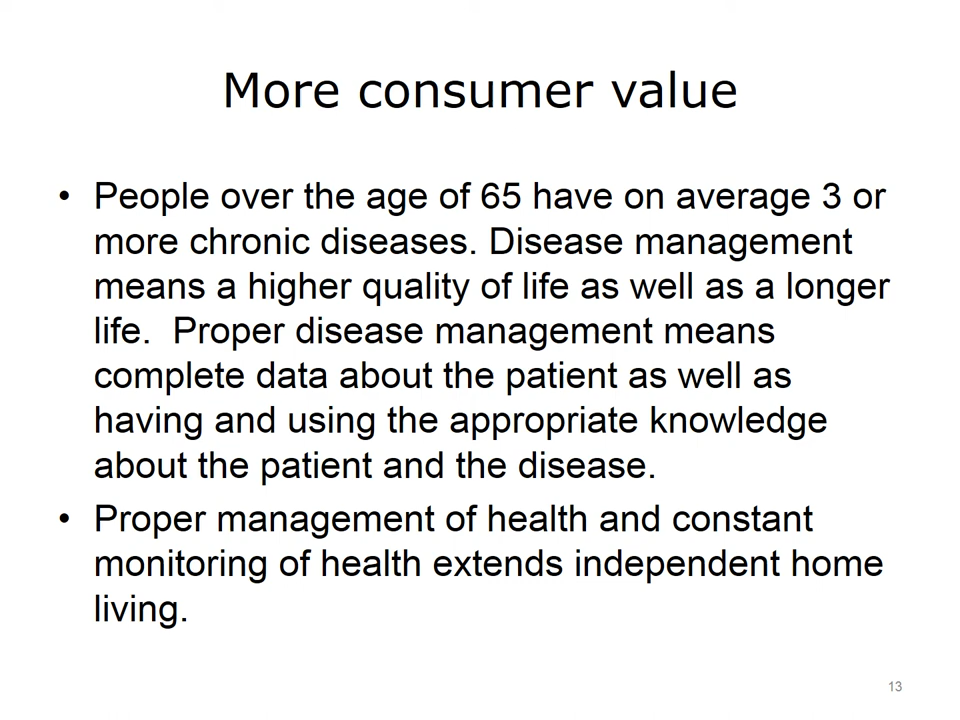 More consumer value
• People over the age of 65 have on average 3 or
more chronic diseases. Disease management
means a higher quality of life as well as a longer
life.  Proper disease management means
complete data about the patient as well as
having and using the appropriate knowledge
about the patient and the disease.
• Proper management of health and constant
monitoring of health extends independent home
living.
13